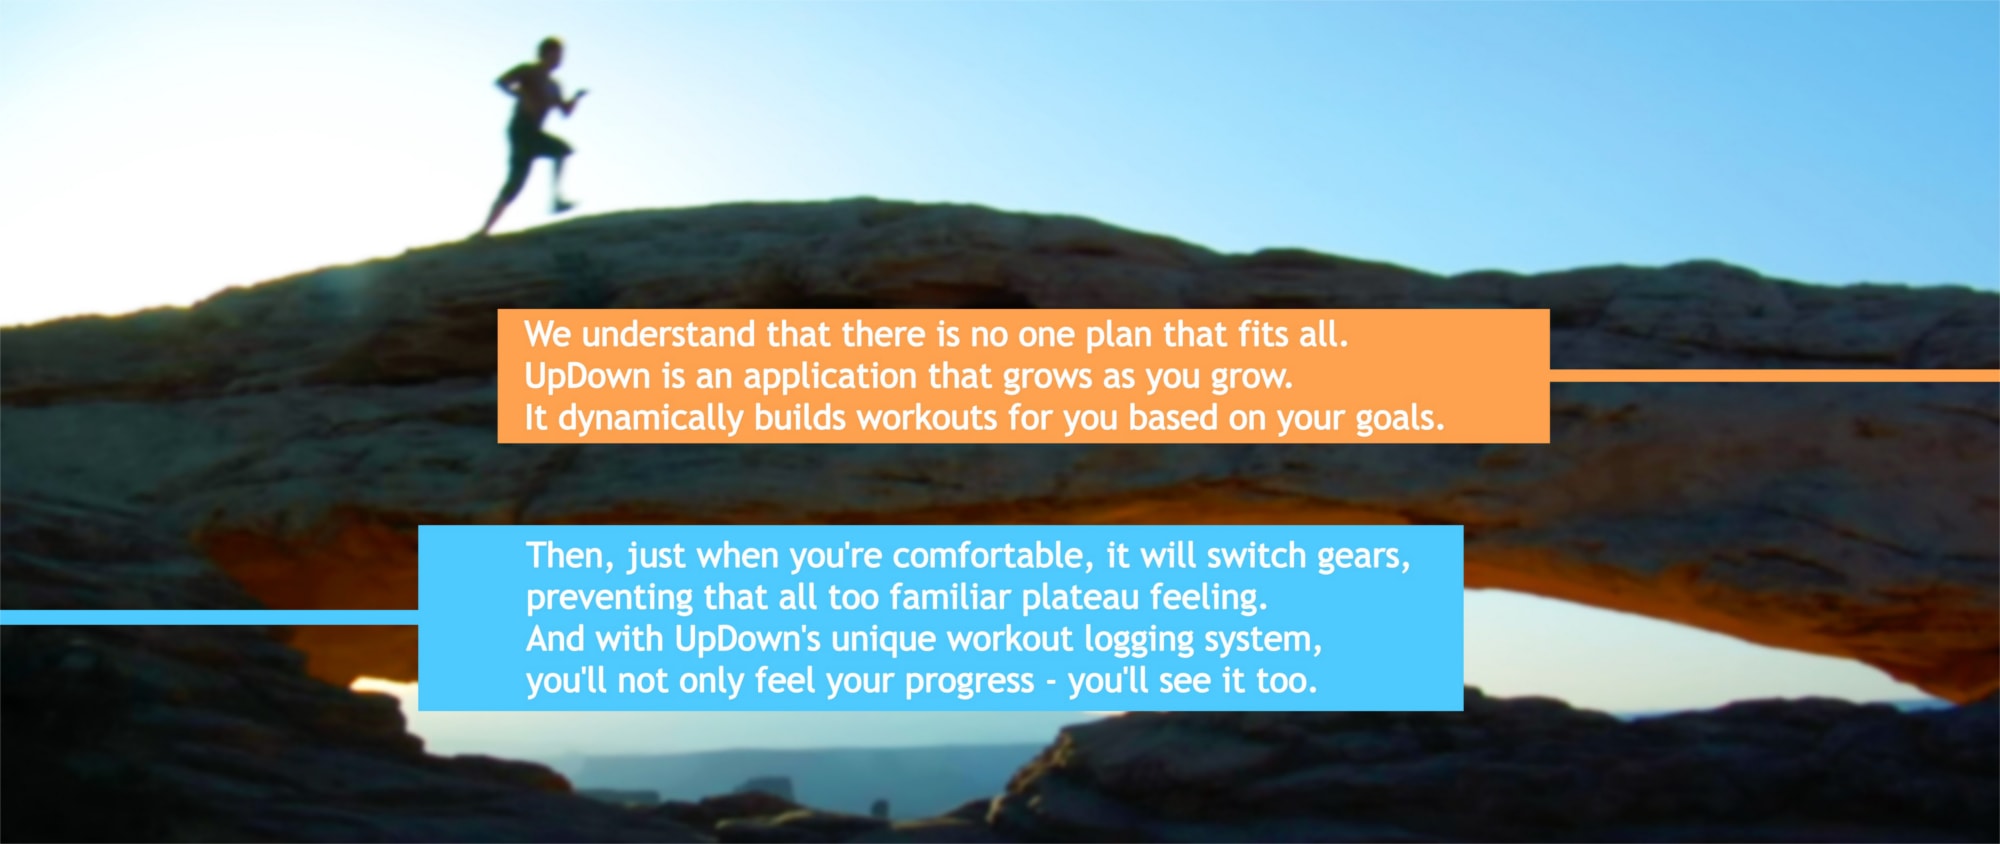 We understand that there is no one plan that fits all.
UpDown is an application that grows as you grow.
It dynamically builds workouts for you based on your goals.
Then, just when you're comfortable, it will switch gears,
preventing that all too familiar plateau feeling.
And with UpDown's unique workout logging system,
you'll not only feel your progress - you'll see it too.